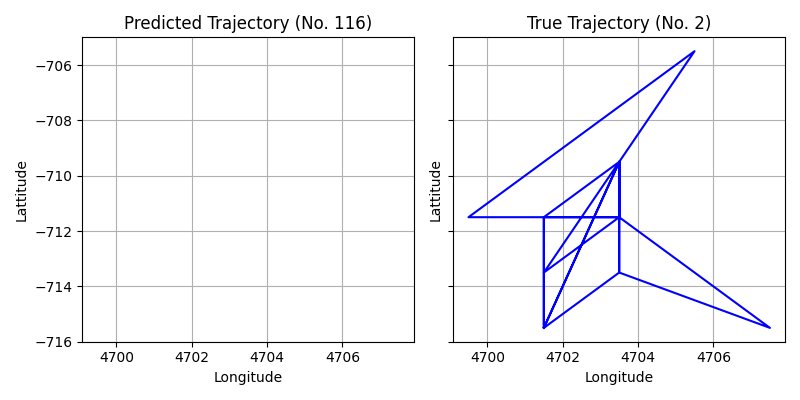 Predicted Trajectory (No. 116)
−706
−708
−710
−712
−714
−716
Lattitude
4700 4702 4704 4706
Longitude
True Trajectory (No. 2)
Lattitude
4700 4702 4704 4706
Longitude